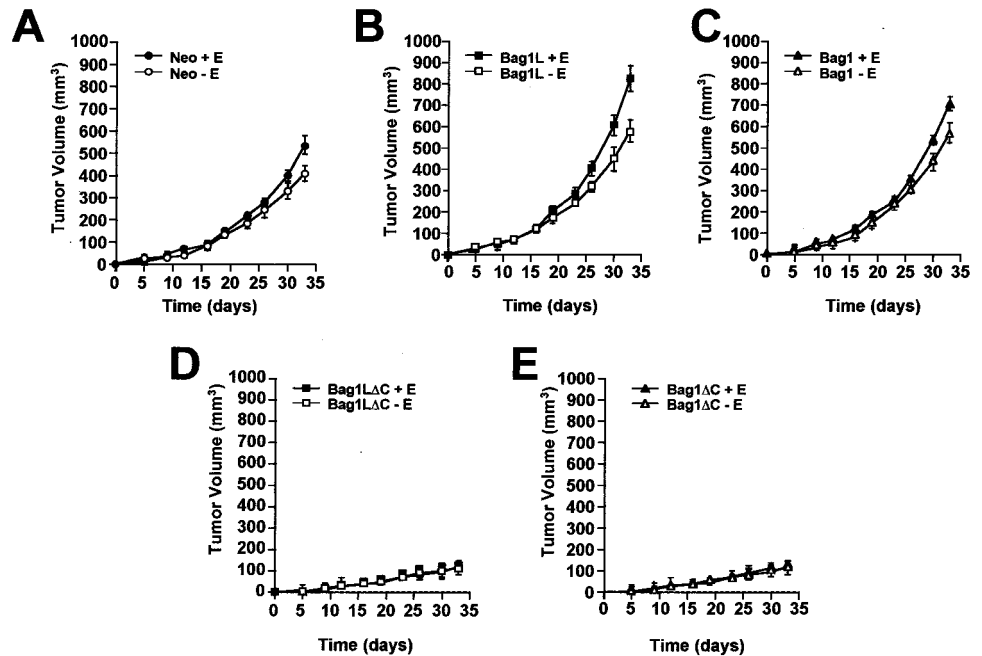 A
Tumor Volume (mm3)
1000
900
800
700
600
500
400
300
200
100
0
Neo + E
Neo - E
0 5 10 15 20 25 30 35
Time (days)
B
Tumor Volume (mm3)
1000
900
800
700
600
500
400
300
200
100
0
Bag1L + E
Bag1L - E
0 5 10 15 20 25 30 35
Time (days)
C
Tumor Volume (mm3)
1000
900
800
700
600
500
400
300
200
100
0
Bag1 + E
Bag1 - E
0 5 10 15 20 25 30 35
Time (days)
D
Tumor Volume (mm3)
1000
900
800
700
600
500
400
300
200
100
0
Bag1LΔC + E
Bag1LΔC - E
0 5 10 15 20 25 30 35
Time (days)
E
Tumor Volume (mm3)
1000
900
800
700
600
500
400
300
200
100
0
Bag1ΔC + E
Bag1ΔC - E
0 5 10 15 20 25 30 35
Time (days)